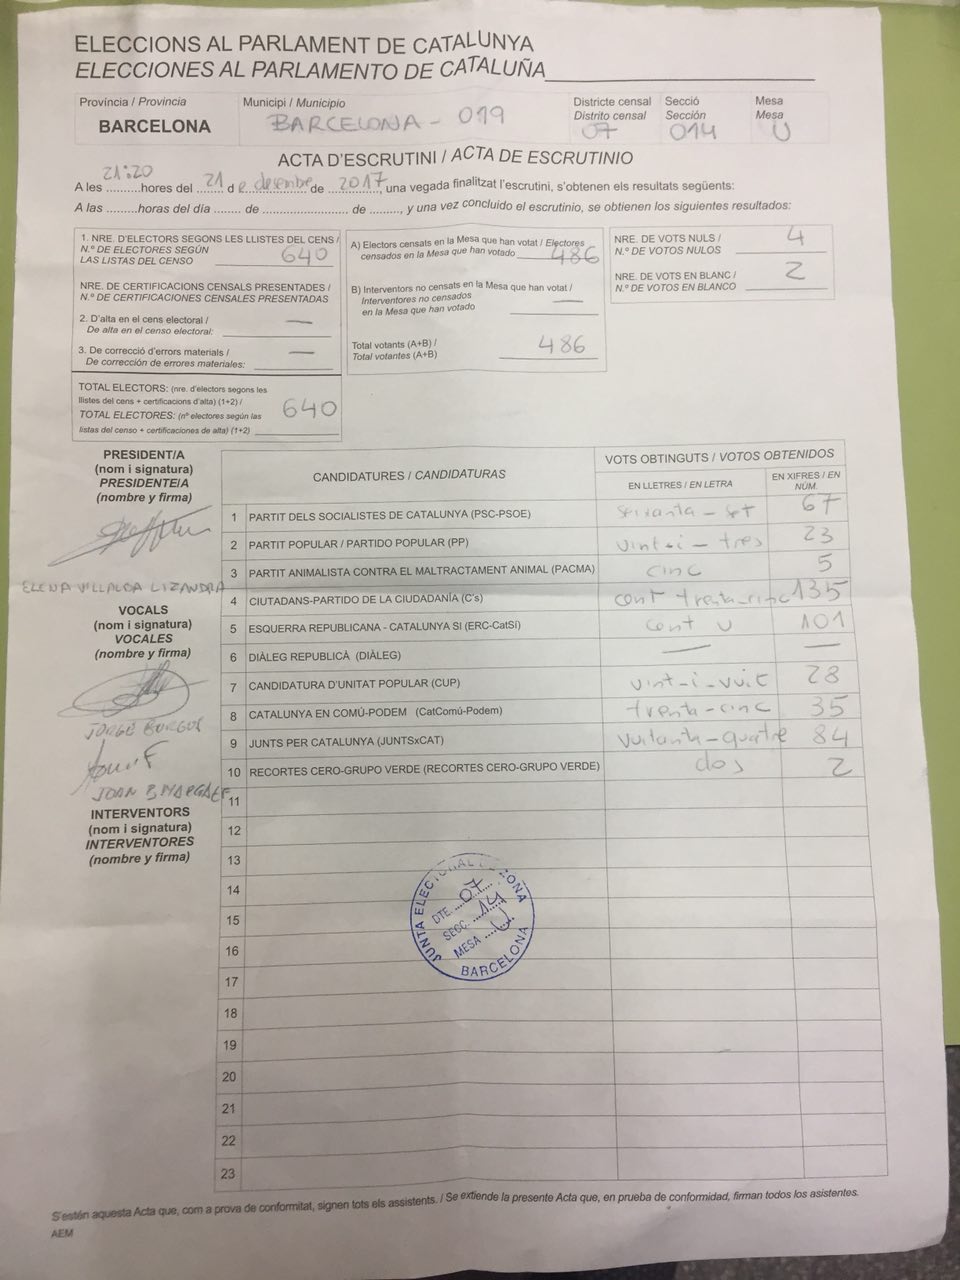 ELECCIONS AL PARLAMENT DE CATALUNYA
ELECCIONES AL PARLAMENTO DE CATALUÑA
Província / Provincia
BARCELONA
Municipi / Municipio
BARCELONA - 019
Districte censal
Distrito censal
07
Secció
Sección
014
Mesa
Mesa
U
ACTA D'ESCRUTINI / ACTA DE ESCRUTINIO
21:20
A les .........hores del 21 de desembre de 2017, una vegada finalitzat l'escrutini, s'obtenen els resultats següents:
A las .........horas del día ....... de ....................... de ........, y una vez concluido el escrutinio, se obtienen los siguientes resultados:
1. NRE. D'ELECTORS SEGONS LES LLISTES DEL CENS /
N.º DE ELECTORES SEGÚN
LAS LISTAS DEL CENSO 640
NRE. DE CERTIFICACIONS CENSALS PRESENTADES /
N.º DE CERTIFICACIONES CENSALES PRESENTADAS
2. D'alta en el cens electoral / —
De alta en el censo electoral:
3. De correcció d'errors materials / —
De corrección de errores materiales:
TOTAL ELECTORS: (nre. d'electors segons les
llistes del cens + certificacions d'alta) (1+2) /
TOTAL ELECTORES: (nº electores según las
listas del censo + certificaciones de alta) (1+2) 640
A) Electors censats en la Mesa que han votat / Electores
censados en la Mesa que han votado 486
B) Interventors no censats en la Mesa que han votat /
Interventores no censados
en la Mesa que han votado —
Total votants (A+B) /
Total votantes (A+B) 486
NRE. DE VOTS NULS /
N.º DE VOTOS NULOS 4
NRE. DE VOTS EN BLANC /
N.º DE VOTOS EN BLANCO 2
PRESIDENT/A
(nom i signatura)
PRESIDENTE/A
(nombre y firma)
ELENA VILLALBA LIZANDRA
VOCALS
(nom i signatura)
VOCALES
(nombre y firma)
JORGE BURGOS
JOAN
INTERVENTORS
(nom i signatura)
INTERVENTORES
(nombre y firma)
CANDIDATURES / CANDIDATURAS
VOTS OBTINGUTS / VOTOS OBTENIDOS
EN LLETRES / EN LETRA
EN XIFRES / EN
NÚM.
1 PARTIT DELS SOCIALISTES DE CATALUNYA (PSC-PSOE) seixanta-set 67
2 PARTIT POPULAR / PARTIDO POPULAR (PP) vint-i-tres 23
3 PARTIT ANIMALISTA CONTRA EL MALTRACTAMENT ANIMAL (PACMA) cinc 5
4 CIUTADANS-PARTIDO DE LA CIUDADANÍA (C's) cent trenta-cinc 135
5 ESQUERRA REPUBLICANA - CATALUNYA SI (ERC-CatSí) cent u 101
6 DIÀLEG REPUBLICÀ (DIÀLEG) — —
7 CANDIDATURA D'UNITAT POPULAR (CUP) vint-i-vuit 28
8 CATALUNYA EN COMÚ-PODEM (CatComú-Podem) trenta-cinc 35
9 JUNTS PER CATALUNYA (JUNTSxCAT) vuitanta-quatre 84
10 RECORTES CERO-GRUPO VERDE (RECORTES CERO-GRUPO VERDE) dos 2
11
12
13
14
15
16
17
18
19
20
21
22
23
JUNTA ELECTORAL DE ZONA
DTE. 07
SECC. 14
MESA U
BARCELONA
S'estén aquesta Acta que, com a prova de conformitat, signen tots els assistents. / Se extiende la presente Acta que, en prueba de conformidad, firman todos los asistentes.
AEM